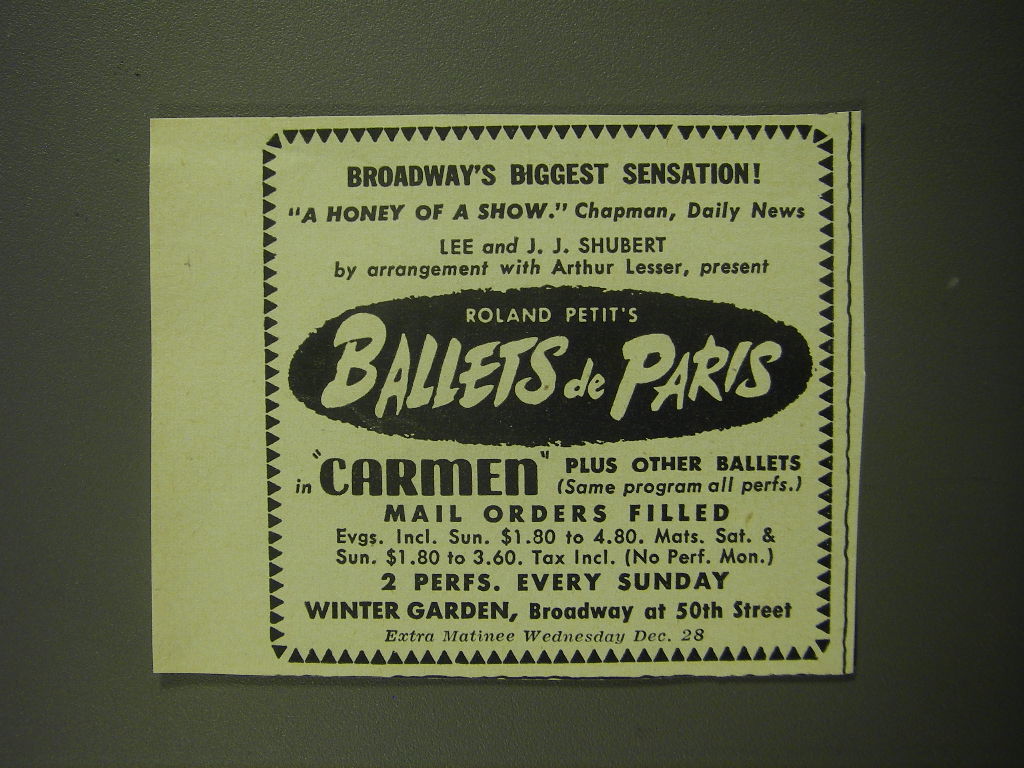 BROADWAY'S BIGGEST SENSATION!
"A HONEY OF A SHOW." Chapman, Daily News
LEE and J. J. SHUBERT
by arrangement with Arthur Lesser, present
ROLAND PETIT'S
BALLETS de PARIS
in "CARMEN" PLUS OTHER BALLETS
(Same program all perfs.)
MAIL ORDERS FILLED
Evgs. Incl. Sun. $1.80 to 4.80. Mats. Sat. &
Sun. $1.80 to 3.60. Tax Incl. (No Perf. Mon.)
2 PERFS. EVERY SUNDAY
WINTER GARDEN, Broadway at 50th Street
Extra Matinee Wednesday Dec. 28